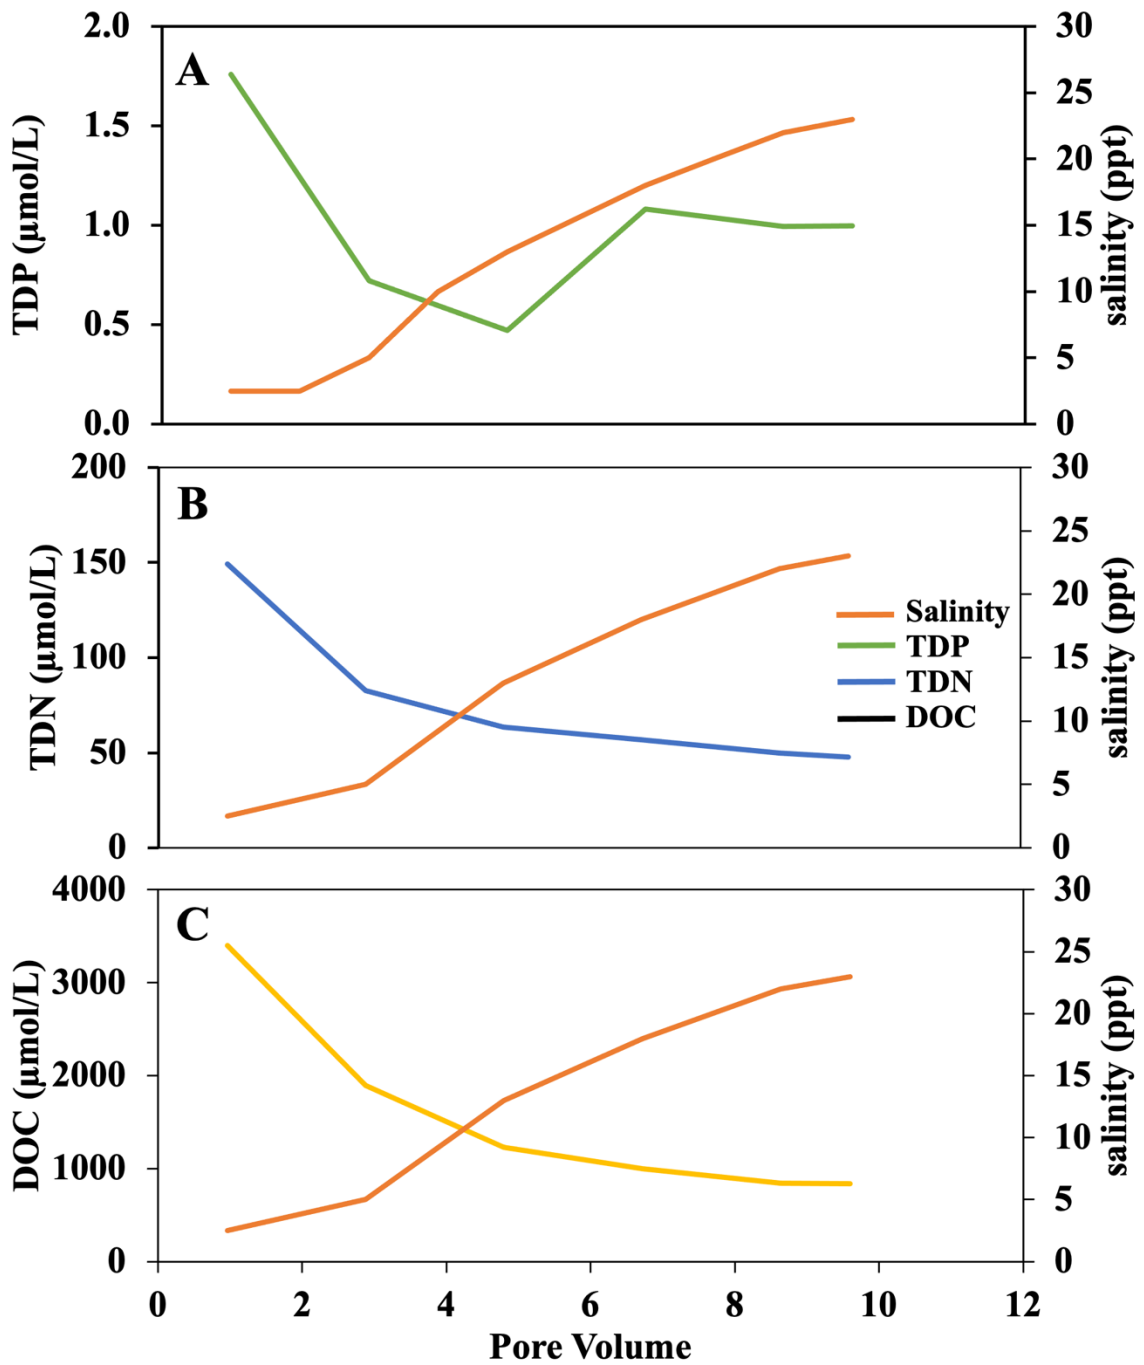 A
TDP (μmol/L)
2.0
1.5
1.0
0.5
0.0
30
25
20
15
10
5
0
salinity (ppt)
B
TDN (μmol/L)
200
150
100
50
0
Salinity
TDP
TDN
DOC
30
25
20
15
10
5
0
salinity (ppt)
C
DOC (μmol/L)
4000
3000
2000
1000
0
30
25
20
15
10
5
0
salinity (ppt)
0 2 4 6 8 10 12
Pore Volume